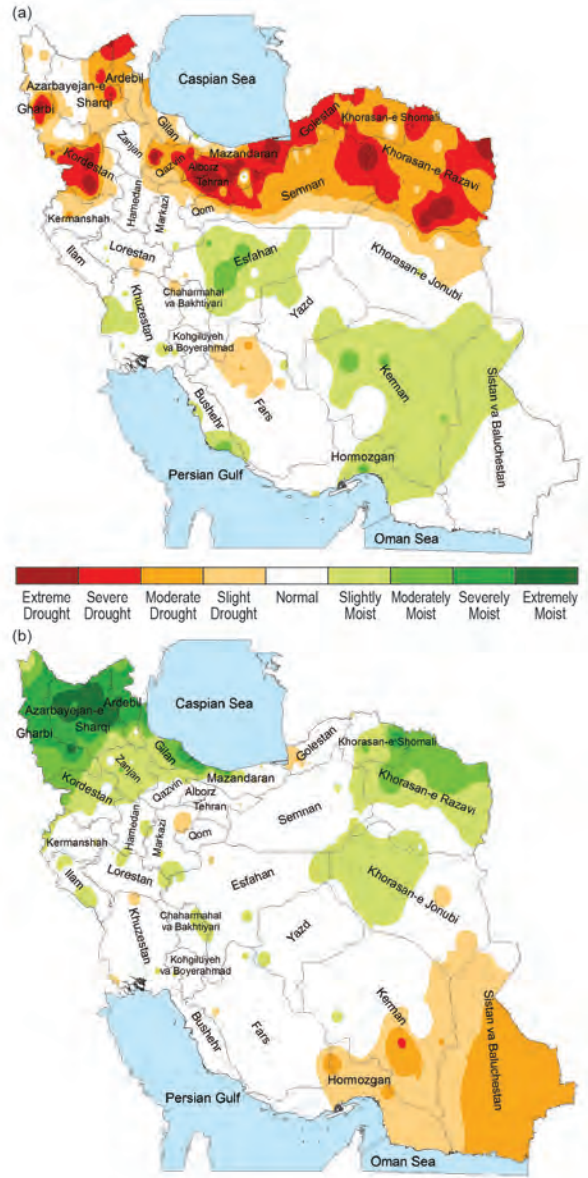 (a)
Caspian Sea
Ardebil
Azarbayejan-e
Sharqi
Gharbi
Gilan
Golestan
Khorasan-e Shomali
Zanjan
Mazandaran
Kordestan
Qazvin
Alborz
Tehran
Khorasan-e Razavi
Semnan
Hamedan
Markazi
Qom
Kermanshah
Ilam
Lorestan
Esfahan
Khorasan-e Jonubi
Khuzestan
Chaharmahal
va Bakhtiyari
Yazd
Kohgiluyeh
va Boyerahmad
Kerman
Sistan va Baluchestan
Bushehr
Fars
Hormozgan
Persian Gulf
Oman Sea
Extreme Drought
Severe Drought
Moderate Drought
Slight Drought
Normal
Slightly Moist
Moderately Moist
Severely Moist
Extremely Moist
(b)
Caspian Sea
Ardebil
Azarbayejan-e
Sharqi
Gharbi
Gilan
Golestan
Khorasan-e Shomali
Zanjan
Mazandaran
Kordestan
Qazvin
Alborz
Tehran
Khorasan-e Razavi
Semnan
Hamedan
Markazi
Qom
Kermanshah
Ilam
Lorestan
Esfahan
Khorasan-e Jonubi
Khuzestan
Chaharmahal
va Bakhtiyari
Yazd
Kohgiluyeh
va Boyerahmad
Kerman
Sistan va Baluchestan
Bushehr
Fars
Hormozgan
Persian Gulf
Oman Sea